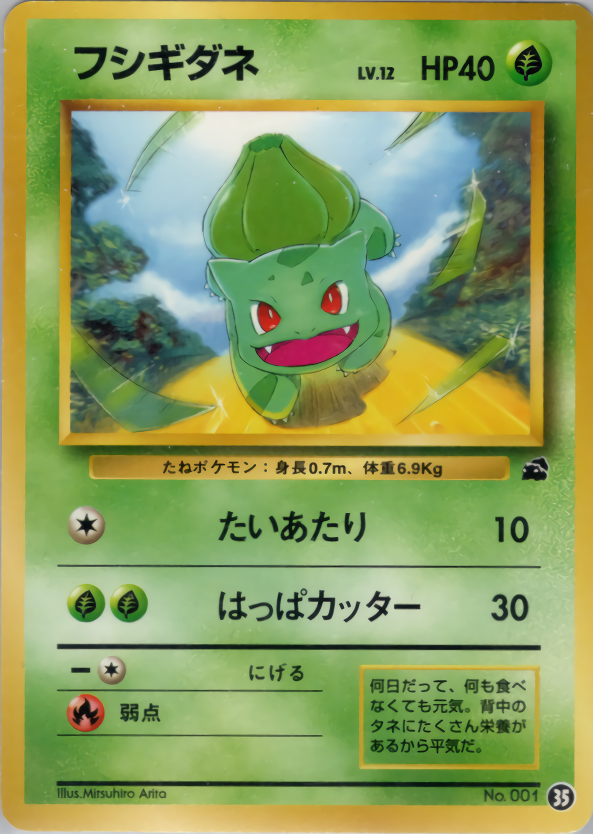 フシギダネ LV.12 HP40
たねポケモン：身長0.7m、体重6.9Kg
たいあたり 10
はっぱカッター 30
にげる
弱点
何日だって、何も食べ
なくても元気。背中の
タネにたくさん栄養が
あるから平気だ。
Illus.Mitsuhiro Arita No. 001 35